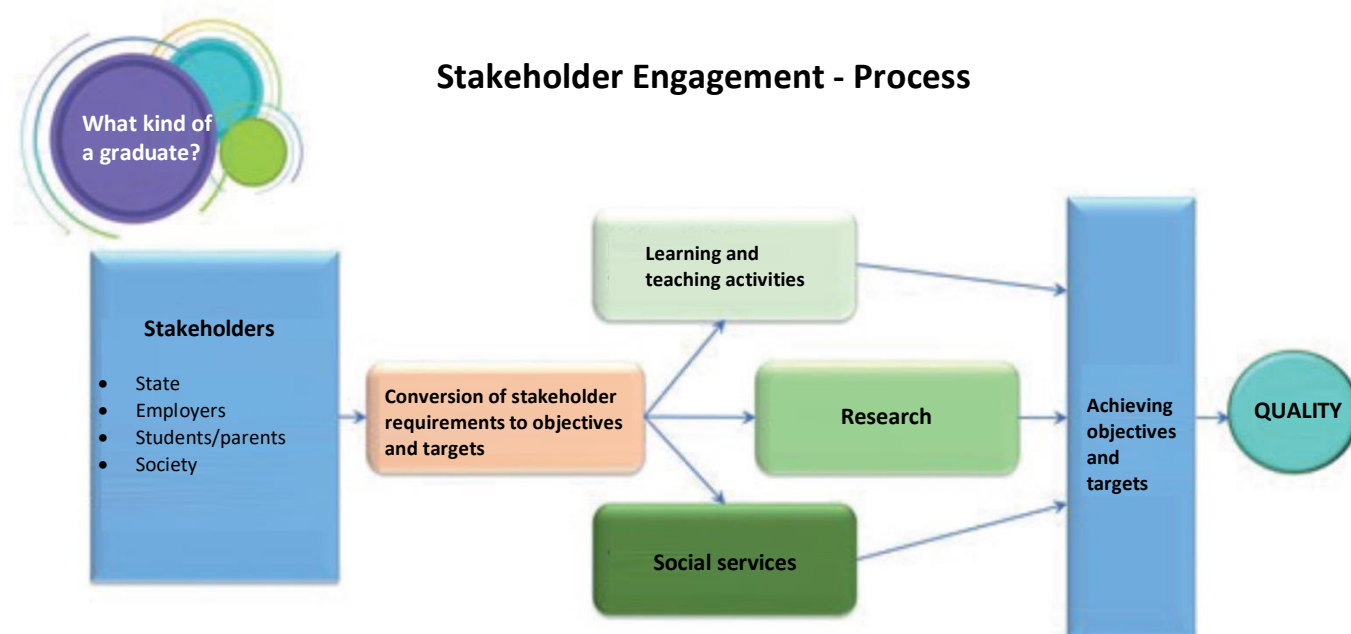 Stakeholder Engagement - Process
What kind of
a graduate?
Stakeholders
• State
• Employers
• Students/parents
• Society
Conversion of stakeholder
requirements to objectives
and targets
Learning and
teaching activities
Research
Social services
Achieving
objectives
and
targets
QUALITY